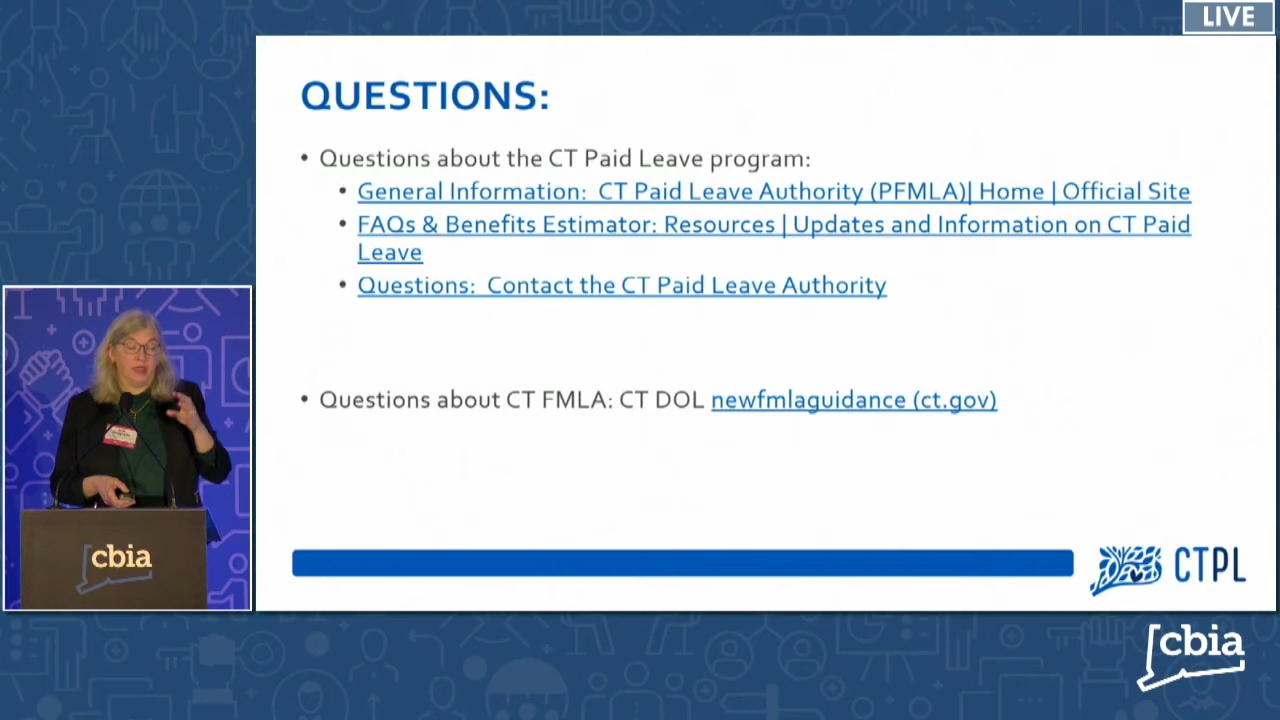 LIVE
QUESTIONS:
• Questions about the CT Paid Leave program:
• General Information:  CT Paid Leave Authority (PFMLA)| Home | Official Site
• FAQs & Benefits Estimator: Resources | Updates and Information on CT Paid
Leave
• Questions:  Contact the CT Paid Leave Authority
• Questions about CT FMLA: CT DOL newfmlaguidance (ct.gov)
CTPL
cbia
cbia